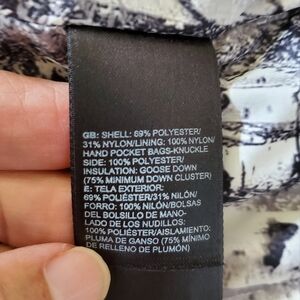 GB: SHELL: 69% POLYESTER/
31% NYLON/LINING: 100% NYLON/
HAND POCKET BAGS-KNUCKLE
SIDE: 100% POLYESTER/
INSULATION: GOOSE DOWN
(75% MINIMUM DOWN CLUSTER)
E: TELA EXTERIOR:
69% POLIÉSTER/31% NILÓN/
FORRO: 100% NILÓN/BOLSAS
DEL BOLSILLO DE MANO-
LADO DE LOS NUDILLOS:
100% POLIÉSTER/AISLAMIENTO:
PLUMA DE GANSO (75% MÍNIMO
DE RELLENO DE PLUMÓN)